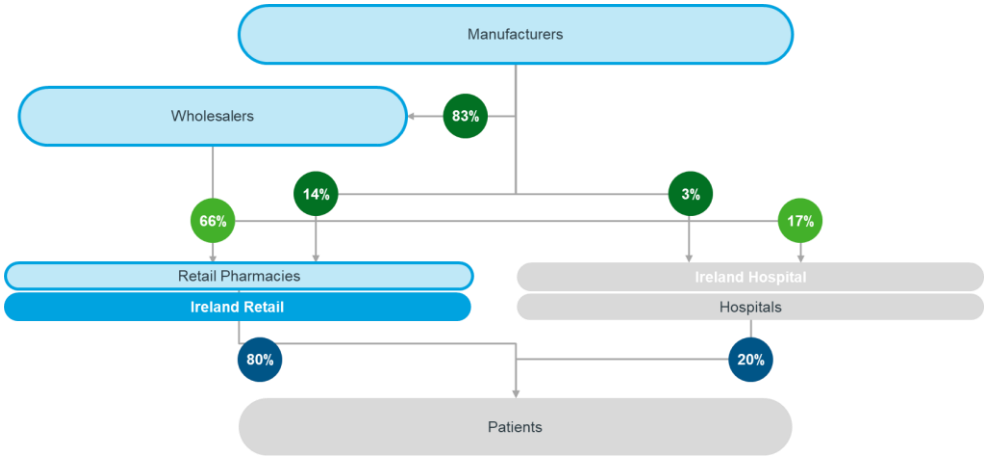 Manufacturers
Wholesalers
83%
14%
3%
66%
17%
Retail Pharmacies
Ireland Hospital
Ireland Retail
Hospitals
80%
20%
Patients